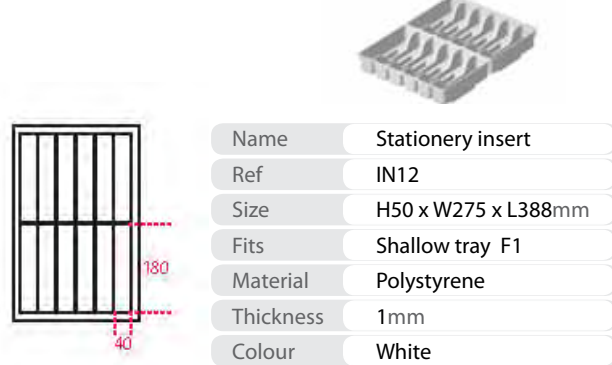 Name Stationery insert
Ref IN12
Size H50 x W275 x L388mm
Fits Shallow tray F1
Material Polystyrene
Thickness 1mm
Colour White
180
40